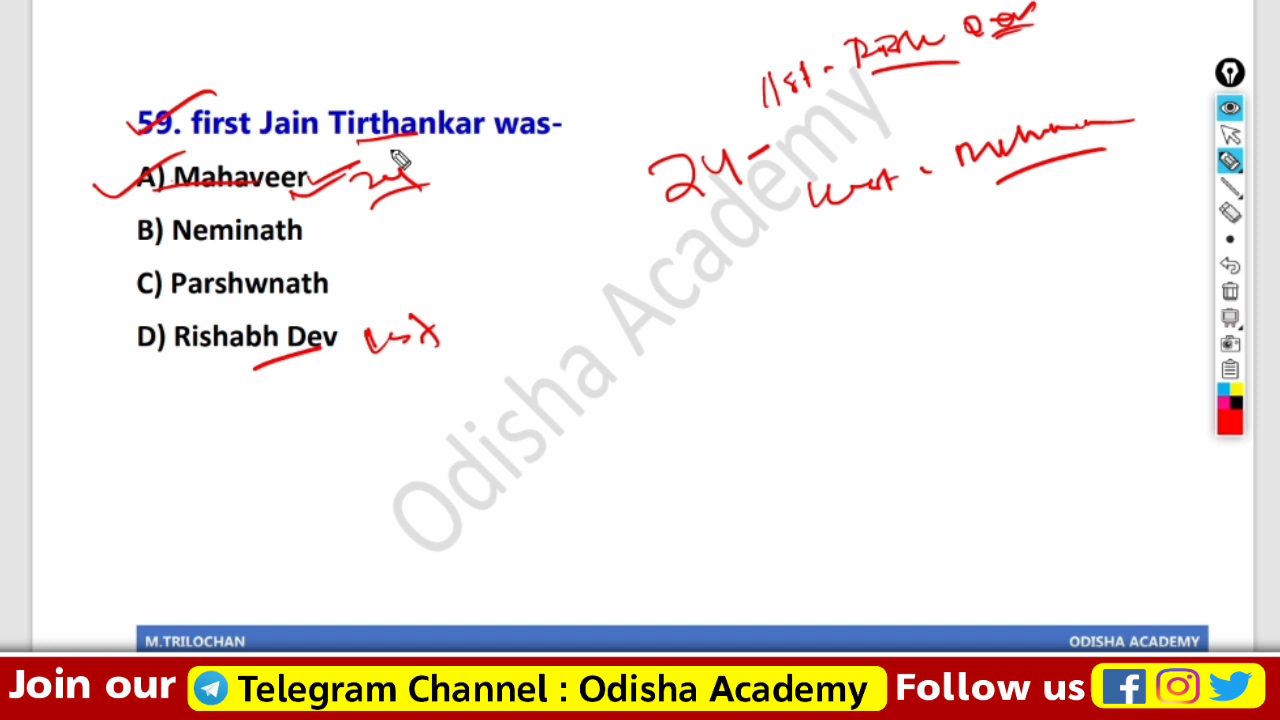 59. first Jain Tirthankar was-
A) Mahaveer
B) Neminath
C) Parshwnath
D) Rishabh Dev
1st -
24 -
Odisha Academy
M.TRILOCHAN
ODISHA ACADEMY
Join our
Telegram Channel : Odisha Academy
Follow us